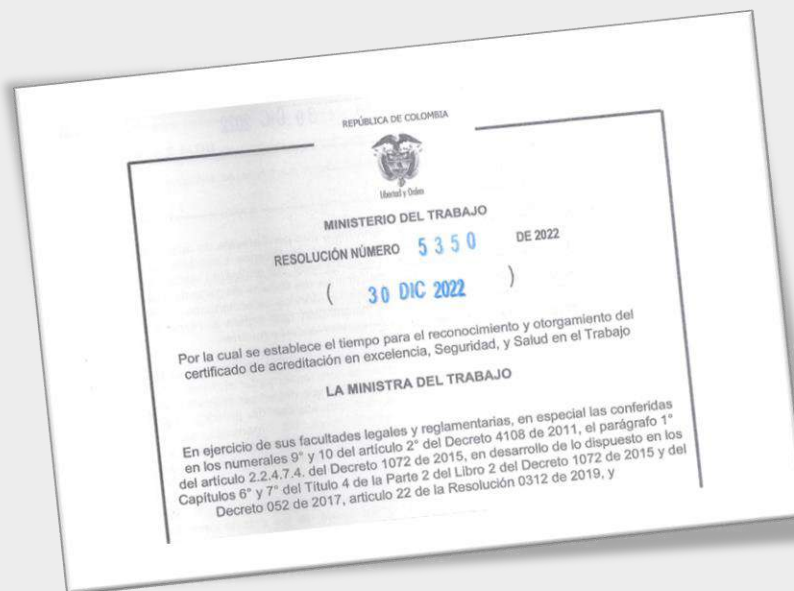 REPÚBLICA DE COLOMBIA
Libertad y Orden
MINISTERIO DEL TRABAJO
RESOLUCIÓN NÚMERO 5350 DE 2022
( 30 DIC 2022 )
Por la cual se establece el tiempo para el reconocimiento y otorgamiento del
certificado de acreditación en excelencia, Seguridad, y Salud en el Trabajo
LA MINISTRA DEL TRABAJO
En ejercicio de sus facultades legales y reglamentarias, en especial las conferidas
en los numerales 9° y 10 del artículo 2° del Decreto 4108 de 2011, el parágrafo 1°
del artículo 2.2.4.7.4. del Decreto 1072 de 2015, en desarrollo de lo dispuesto en los
Capítulos 6° y 7° del Título 4 de la Parte 2 del Libro 2 del Decreto 1072 de 2015 y del
Decreto 052 de 2017, articulo 22 de la Resolución 0312 de 2019, y